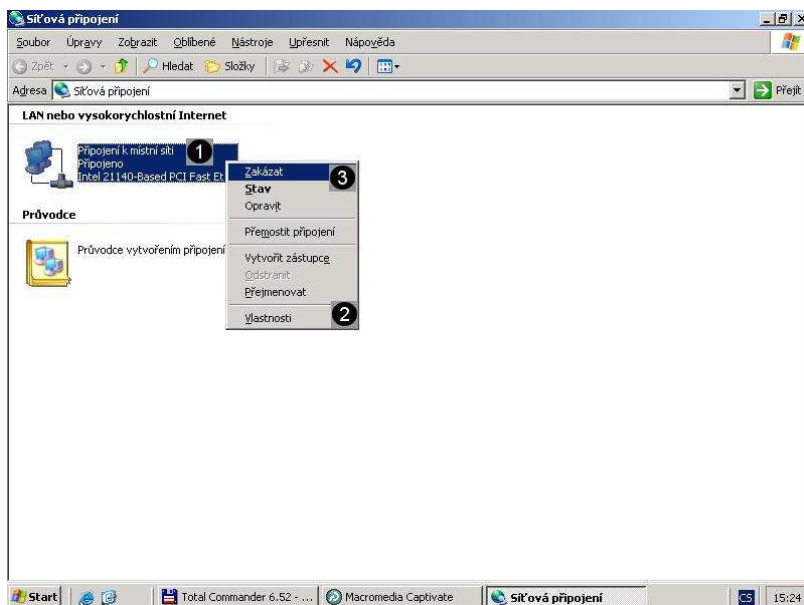 Síťová připojení
Soubor Úpravy Zobrazit Oblíbené Nástroje Upřesnit Nápověda
Zpět Hledat Složky
Adresa Síťová připojení Přejít
LAN nebo vysokorychlostní Internet
Připojení k místní síti 1
Připojeno
Intel 21140-Based PCI Fast Et
Zakázat 3
Stav
Opravit
Přemostit připojení
Vytvořit zástupce
Odstranit
Přejmenovat
Vlastnosti 2
Průvodce
Průvodce vytvořením připojení
Start Total Commander 6.52 - ... Macromedia Captivate Síťová připojení CS 15:24